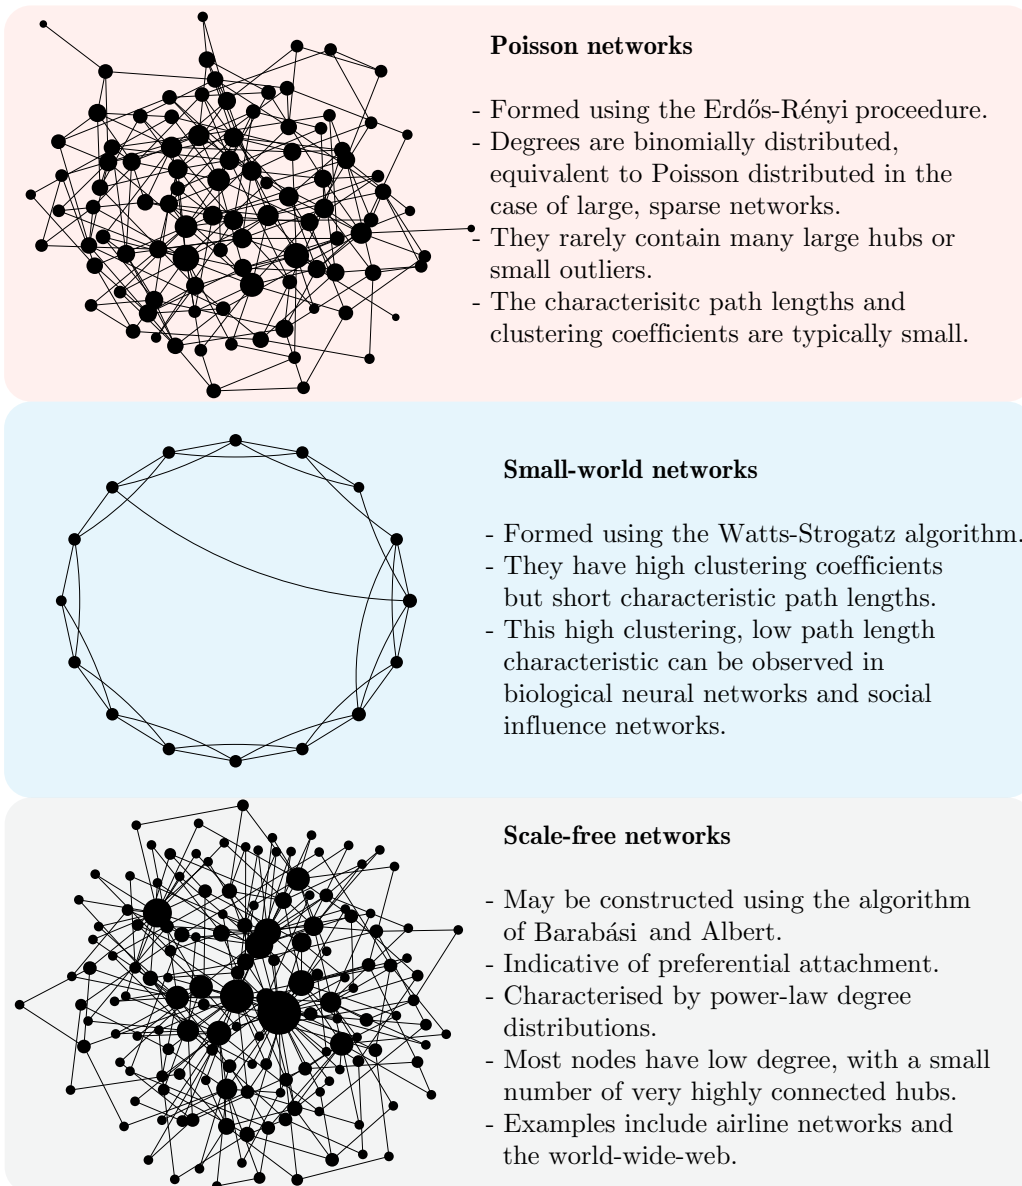 Poisson networks
- Formed using the Erdős-Rényi proceedure.
- Degrees are binomially distributed,
equivalent to Poisson distributed in the
case of large, sparse networks.
- They rarely contain many large hubs or
small outliers.
- The characterisitc path lengths and
clustering coefficients are typically small.
Small-world networks
- Formed using the Watts-Strogatz algorithm.
- They have high clustering coefficients
but short characteristic path lengths.
- This high clustering, low path length
characteristic can be observed in
biological neural networks and social
influence networks.
Scale-free networks
- May be constructed using the algorithm
of Barabási and Albert.
- Indicative of preferential attachment.
- Characterised by power-law degree
distributions.
- Most nodes have low degree, with a small
number of very highly connected hubs.
- Examples include airline networks and
the world-wide-web.